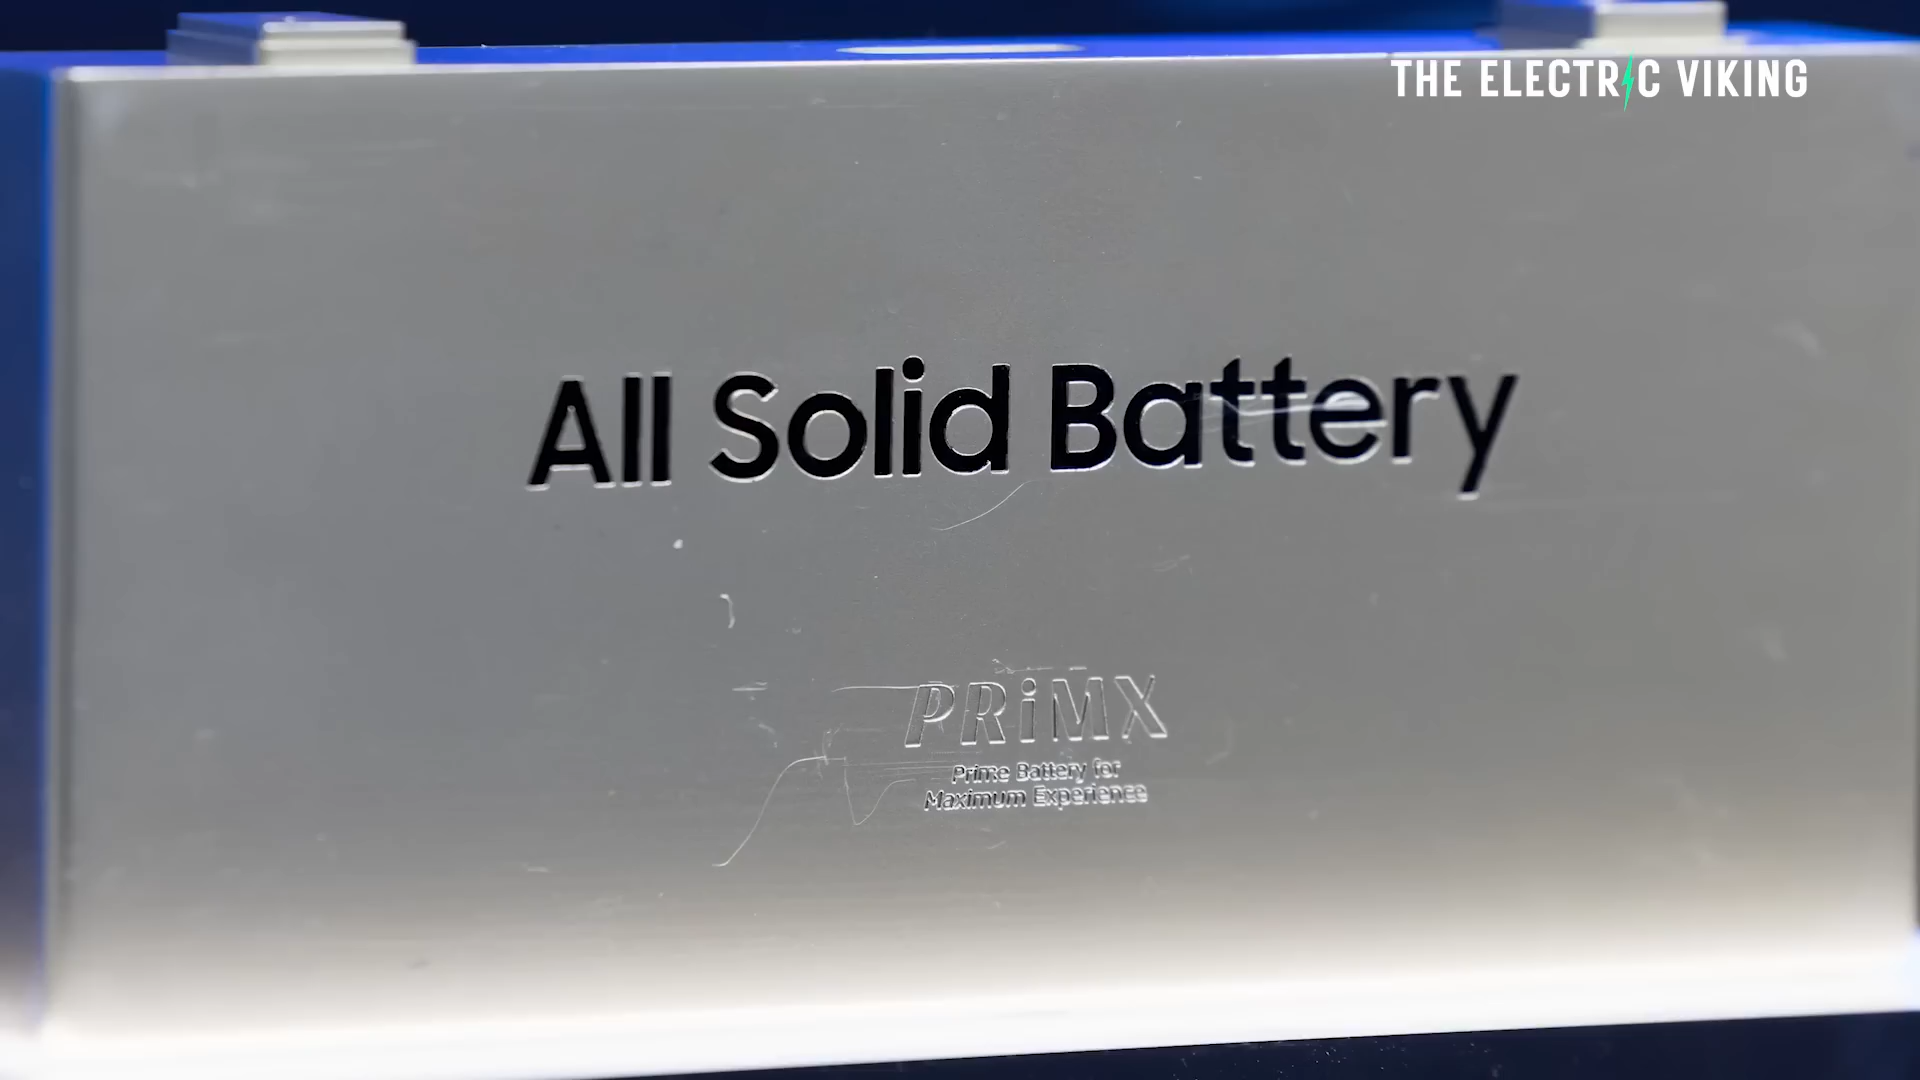 THE ELECTRIC VIKING
All Solid Battery
PRiMX
Prime Battery for
Maximum Experience